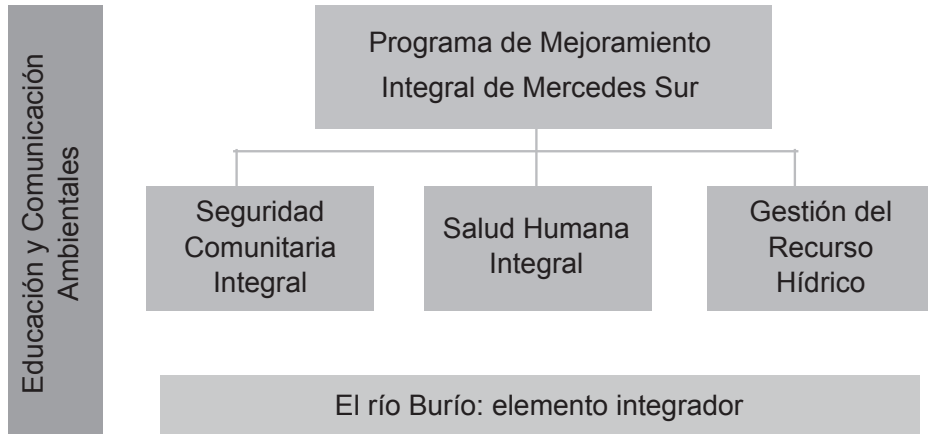 Educación y Comunicación
Ambientales
Programa de Mejoramiento
Integral de Mercedes Sur
Seguridad
Comunitaria
Integral
Salud Humana
Integral
Gestión del
Recurso
Hídrico
El río Burío: elemento integrador